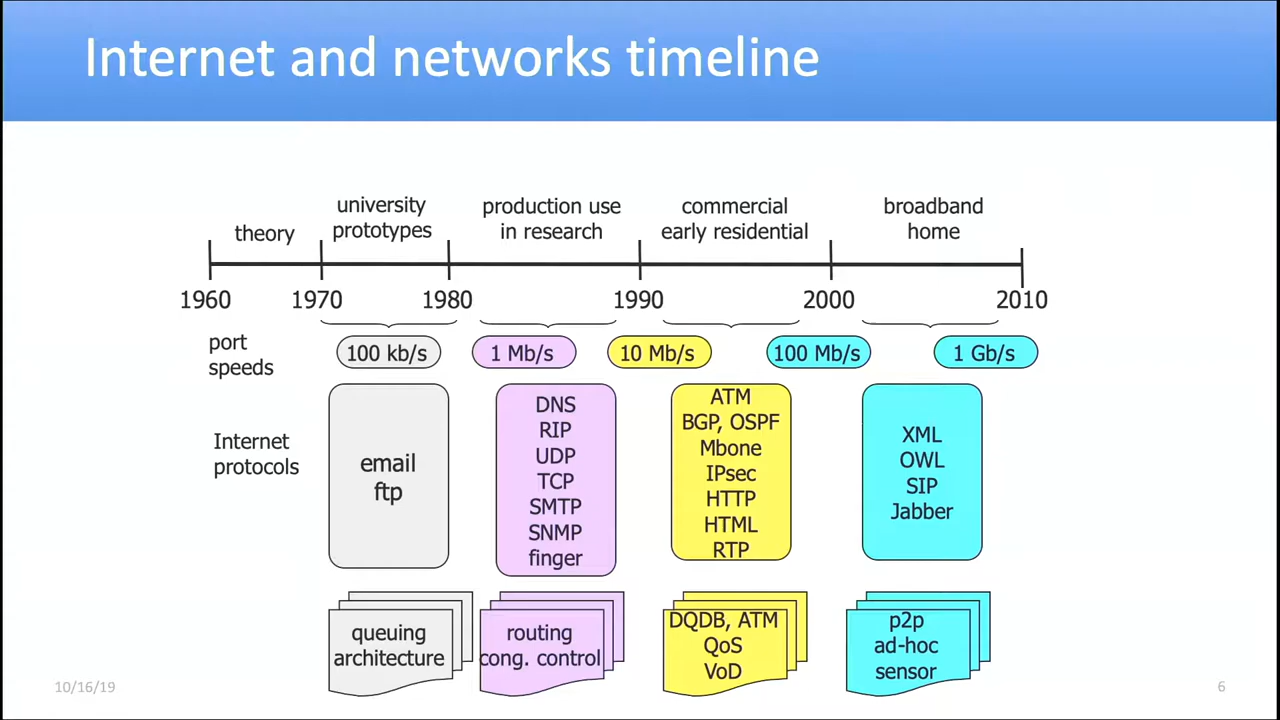 Internet and networks timeline
theory
university
prototypes
production use
in research
commercial
early residential
broadband
home
1960
1970
1980
1990
2000
2010
port
speeds
100 kb/s
1 Mb/s
10 Mb/s
100 Mb/s
1 Gb/s
Internet
protocols
email
ftp
DNS
RIP
UDP
TCP
SMTP
SNMP
finger
ATM
BGP, OSPF
Mbone
IPsec
HTTP
HTML
RTP
XML
OWL
SIP
Jabber
queuing
architecture
routing
cong. control
DQDB, ATM
QoS
VoD
p2p
ad-hoc
sensor
10/16/19
6